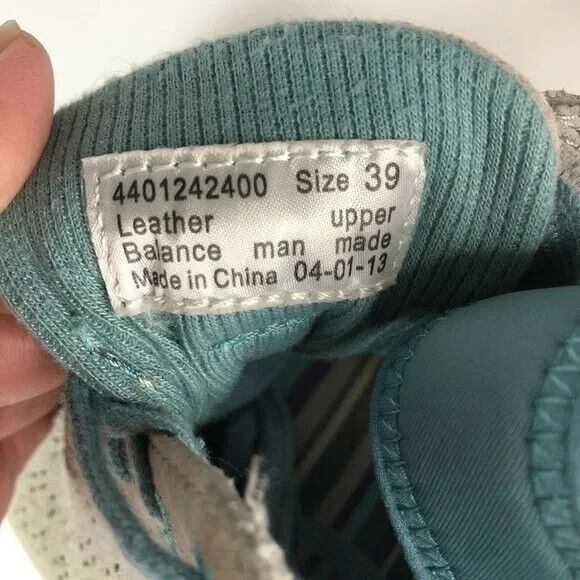 4401242400 Size 39
Leather upper
Balance man made
Made in China 04-01-13